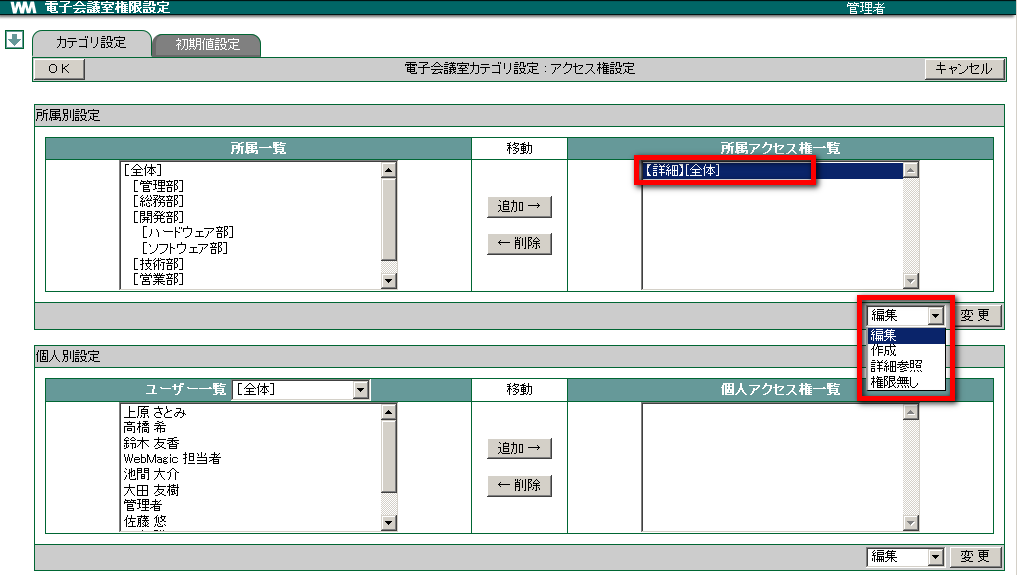 WM 電子会議室権限設定 管理者
カテゴリ設定 初期値設定
OK 電子会議室カテゴリ設定：アクセス権設定 キャンセル
所属別設定
所属一覧 移動 所属アクセス権一覧
[全体] 【詳細】[全体]
[管理部]
[総務部]
[開発部] 追加→
[ハードウェア部]
[ソフトウェア部] ←削除
[技術部]
[営業部]
編集 変更
編集
作成
詳細参照
権限無し
個人別設定
ユーザー一覧 [全体] 移動 個人アクセス権一覧
上原 さとみ
高橋 希
鈴木 友香 追加→
WebMagic 担当者
池間 大介
大田 友樹 ←削除
管理者
佐藤 悠
編集 変更